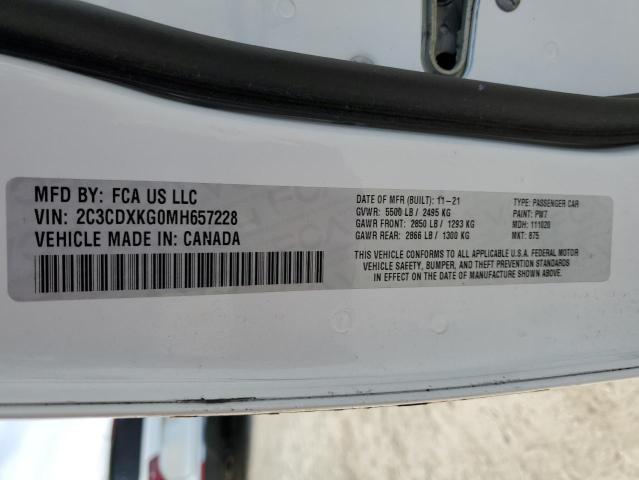 MFD BY: FCA US LLC
VIN: 2C3CDXKG0MH657228
VEHICLE MADE IN: CANADA
DATE OF MFR (BUILT): 11-21
GVWR: 5500 LB / 2495 KG
GAWR FRONT: 2850 LB / 1293 KG
GAWR REAR: 2866 LB / 1300 KG
TYPE: PASSENGER CAR
PAINT: PW7
MDH: 111020
MKT: 875
THIS VEHICLE CONFORMS TO ALL APPLICABLE U.S.A. FEDERAL MOTOR
VEHICLE SAFETY, BUMPER, AND THEFT PREVENTION STANDARDS
IN EFFECT ON THE DATE OF MANUFACTURE SHOWN ABOVE.